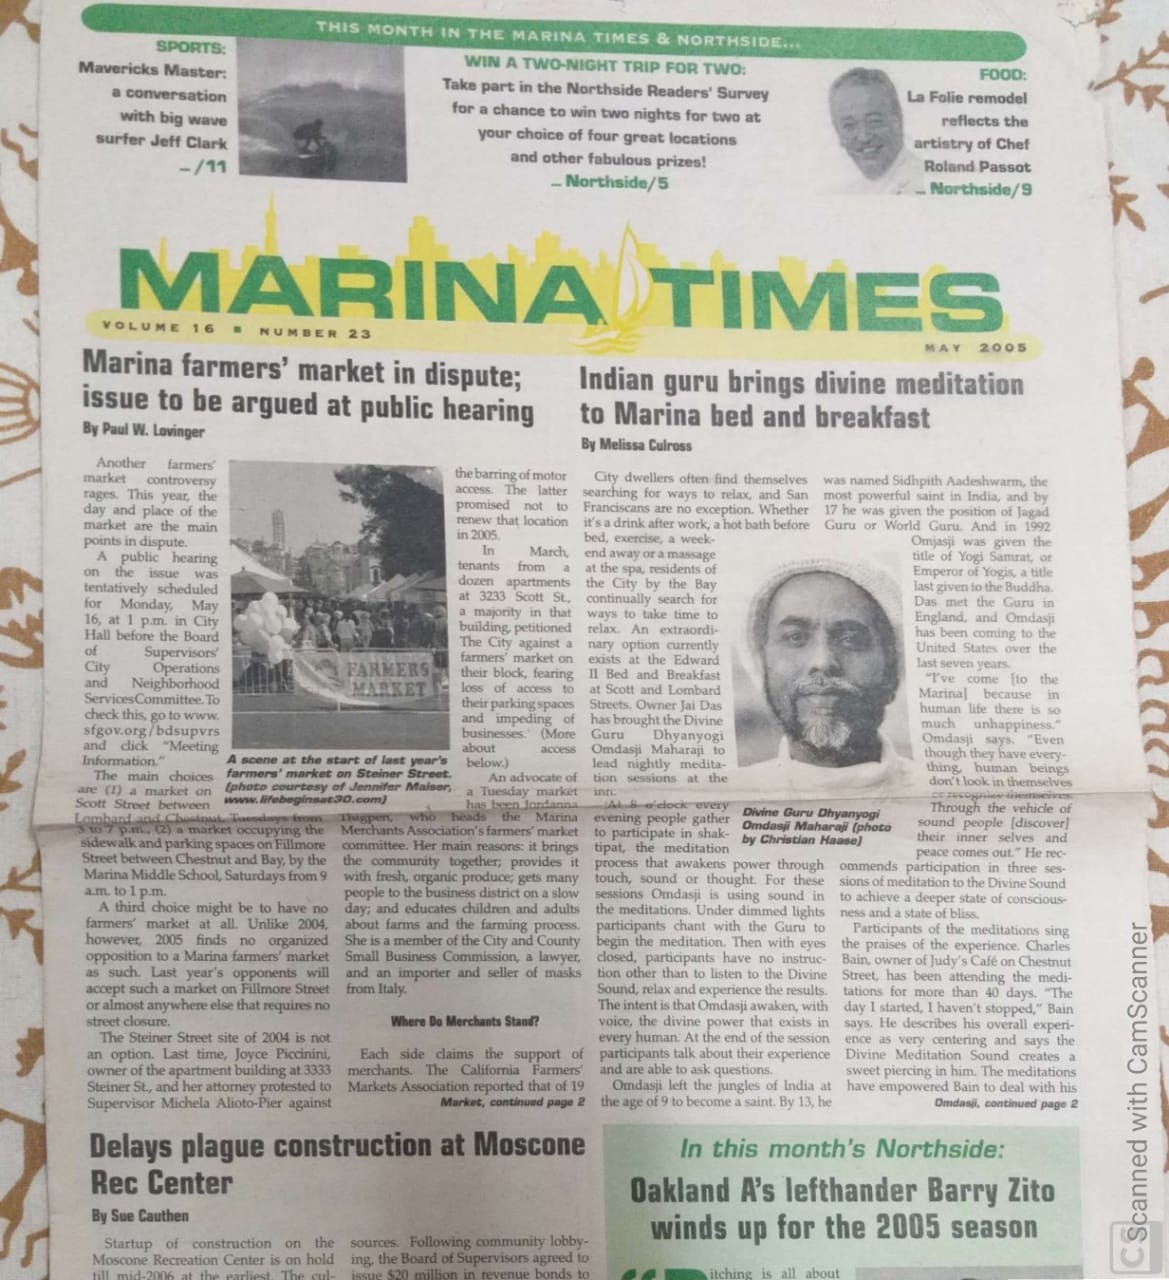 THIS MONTH IN THE MARINA TIMES & NORTHSIDE...
SPORTS:
Mavericks Master:
a conversation
with big wave
surfer Jeff Clark
– /11
WIN A TWO-NIGHT TRIP FOR TWO:
Take part in the Northside Readers' Survey
for a chance to win two nights for two at
your choice of four great locations
and other fabulous prizes!
... Northside/5
FOOD:
La Folie remodel
reflects the
artistry of Chef
Roland Passot
... Northside/9
MARINA TIMES
VOLUME 16 ■ NUMBER 23
MAY 2005
Marina farmers' market in dispute;
issue to be argued at public hearing
By Paul W. Lovinger
Another farmers'
market controversy
rages. This year, the
day and place of the
market are the main
points in dispute.
A public hearing
on the issue was
tentatively scheduled
for Monday, May
16, at 1 p.m. in City
Hall before the Board
of Supervisors'
City Operations
and Neighborhood
Services Committee. To
check this, go to www.
sfgov.org/bdsupvrs
and click "Meeting
Information."
The main choices
are (1) a market on
Scott Street between
Lombard and Chestnut, Tuesdays from
3 to 7 p.m., (2) a market occupying the
sidewalk and parking spaces on Fillmore
Street between Chestnut and Bay, by the
Marina Middle School, Saturdays from 9
a.m. to 1 p.m.
A third choice might be to have no
farmers' market at all. Unlike 2004,
however, 2005 finds no organized
opposition to a Marina farmers' market
as such. Last year's opponents will
accept such a market on Fillmore Street
or almost anywhere else that requires no
street closure.
The Steiner Street site of 2004 is not
an option. Last time, Joyce Piccinini,
owner of the apartment building at 3333
Steiner St., and her attorney protested to
Supervisor Michela Alioto-Pier against
FARMERS
MARKET
A scene at the start of last year's
farmers' market on Steiner Street.
(photo courtesy of Jennifer Maiser,
www.lifebeginsat30.com)
the barring of motor
access. The latter
promised not to
renew that location
in 2005.
In March,
tenants from a
dozen apartments
at 3233 Scott St.,
a majority in that
building, petitioned
The City against a
farmers' market on
their block, fearing
loss of access to
their parking spaces
and impeding of
businesses. (More
about access
below.)
An advocate of
a Tuesday market
has been Jordanna
Thigpen, who heads the Marina
Merchants Association's farmers' market
committee. Her main reasons: it brings
the community together; provides it
with fresh, organic produce; gets many
people to the business district on a slow
day; and educates children and adults
about farms and the farming process.
She is a member of the City and County
Small Business Commission, a lawyer,
and an importer and seller of masks
from Italy.
Where Do Merchants Stand?
Each side claims the support of
merchants. The California Farmers'
Markets Association reported that of 19
Market, continued page 2
Indian guru brings divine meditation
to Marina bed and breakfast
By Melissa Culross
City dwellers often find themselves
searching for ways to relax, and San
Franciscans are no exception. Whether
it's a drink after work, a hot bath before
bed, exercise, a week-
end away or a massage
at the spa, residents of
the City by the Bay
continually search for
ways to take time to
relax. An extraordi-
nary option currently
exists at the Edward
II Bed and Breakfast
at Scott and Lombard
Streets. Owner Jai Das
has brought the Divine
Guru Dhyanyogi
Omdasji Maharaji to
lead nightly medita-
tion sessions at the
inn.
At 8 o'clock every
evening people gather
to participate in shak-
tipat, the meditation
process that awakens power through
touch, sound or thought. For these
sessions Omdasji is using sound in
the meditations. Under dimmed lights
participants chant with the Guru to
begin the meditation. Then with eyes
closed, participants have no instruc-
tion other than to listen to the Divine
Sound, relax and experience the results.
The intent is that Omdasji awaken, with
voice, the divine power that exists in
every human. At the end of the session
participants talk about their experience
and are able to ask questions.
Omdasji left the jungles of India at
the age of 9 to become a saint. By 13, he
Divine Guru Dhyanyogi
Omdasji Maharaji (photo
by Christian Haase)
was named Sidhpith Aadeshwarm, the
most powerful saint in India, and by
17 he was given the position of Jagad
Guru or World Guru. And in 1992
Omjasji was given the
title of Yogi Samrat, or
Emperor of Yogis, a title
last given to the Buddha.
Das met the Guru in
England, and Omdasji
has been coming to the
United States over the
last seven years.
"I've come [to the
Marina] because in
human life there is so
much unhappiness."
Omdasji says. "Even
though they have every-
thing, human beings
don't look in themselves
or recognise themselves.
Through the vehicle of
sound people [discover]
their inner selves and
peace comes out." He rec-
ommends participation in three ses-
sions of meditation to the Divine Sound
to achieve a deeper state of conscious-
ness and a state of bliss.
Participants of the meditations sing
the praises of the experience. Charles
Bain, owner of Judy's Café on Chestnut
Street, has been attending the medi-
tations for more than 40 days. "The
day I started, I haven't stopped," Bain
says. He describes his overall experi-
ence as very centering and says the
Divine Meditation Sound creates a
sweet piercing in him. The meditations
have empowered Bain to deal with his
Omdasji, continued page 2
Delays plague construction at Moscone
Rec Center
By Sue Cauthen
Startup of construction on the
Moscone Recreation Center is on hold
till mid-2006 at the earliest. The cul-
sources. Following community lobby-
ing, the Board of Supervisors agreed to
issue $20 million in revenue bonds to
In this month's Northside:
Oakland A's lefthander Barry Zito
winds up for the 2005 season
"Pitching is all about
CS Scanned with CamScanner